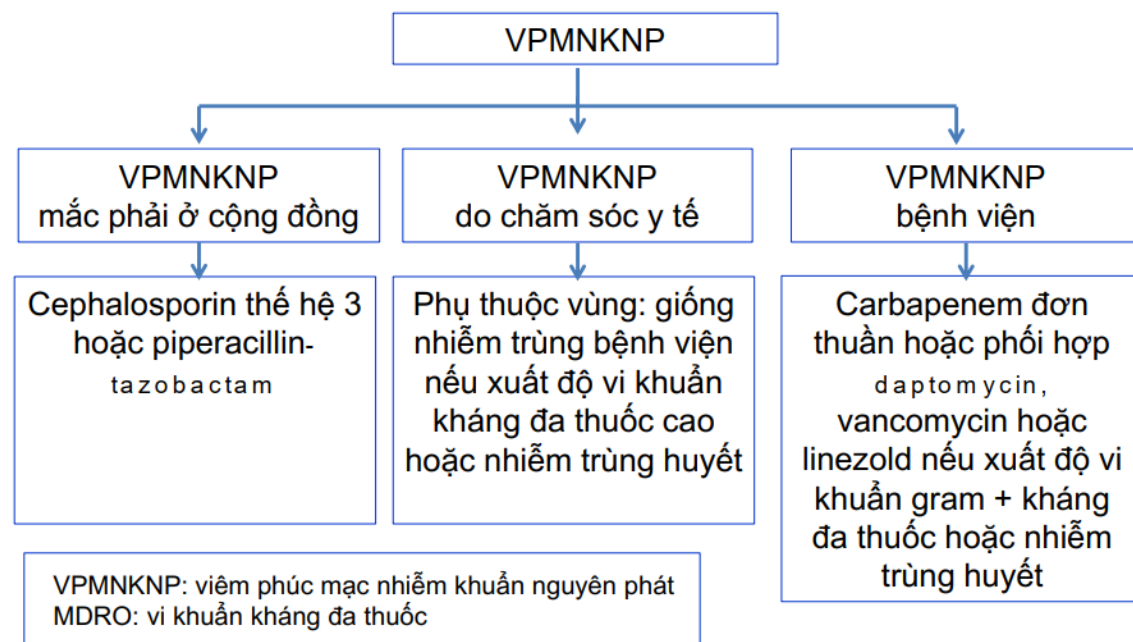 VPMNKNP
VPMNKNP
mắc phải ở cộng đồng
VPMNKNP
do chăm sóc y tế
VPMNKNP
bệnh viện
Cephalosporin thế hệ 3
hoặc piperacillin-
tazobactam
Phụ thuộc vùng: giống
nhiễm trùng bệnh viện
nếu xuất độ vi khuẩn
kháng đa thuốc cao
hoặc nhiễm trùng huyết
Carbapenem đơn
thuần hoặc phối hợp
daptomycin,
vancomycin hoặc
linezold nếu xuất độ vi
khuẩn gram + kháng
đa thuốc hoặc nhiễm
trùng huyết
VPMNKNP: viêm phúc mạc nhiễm khuẩn nguyên phát
MDRO: vi khuẩn kháng đa thuốc